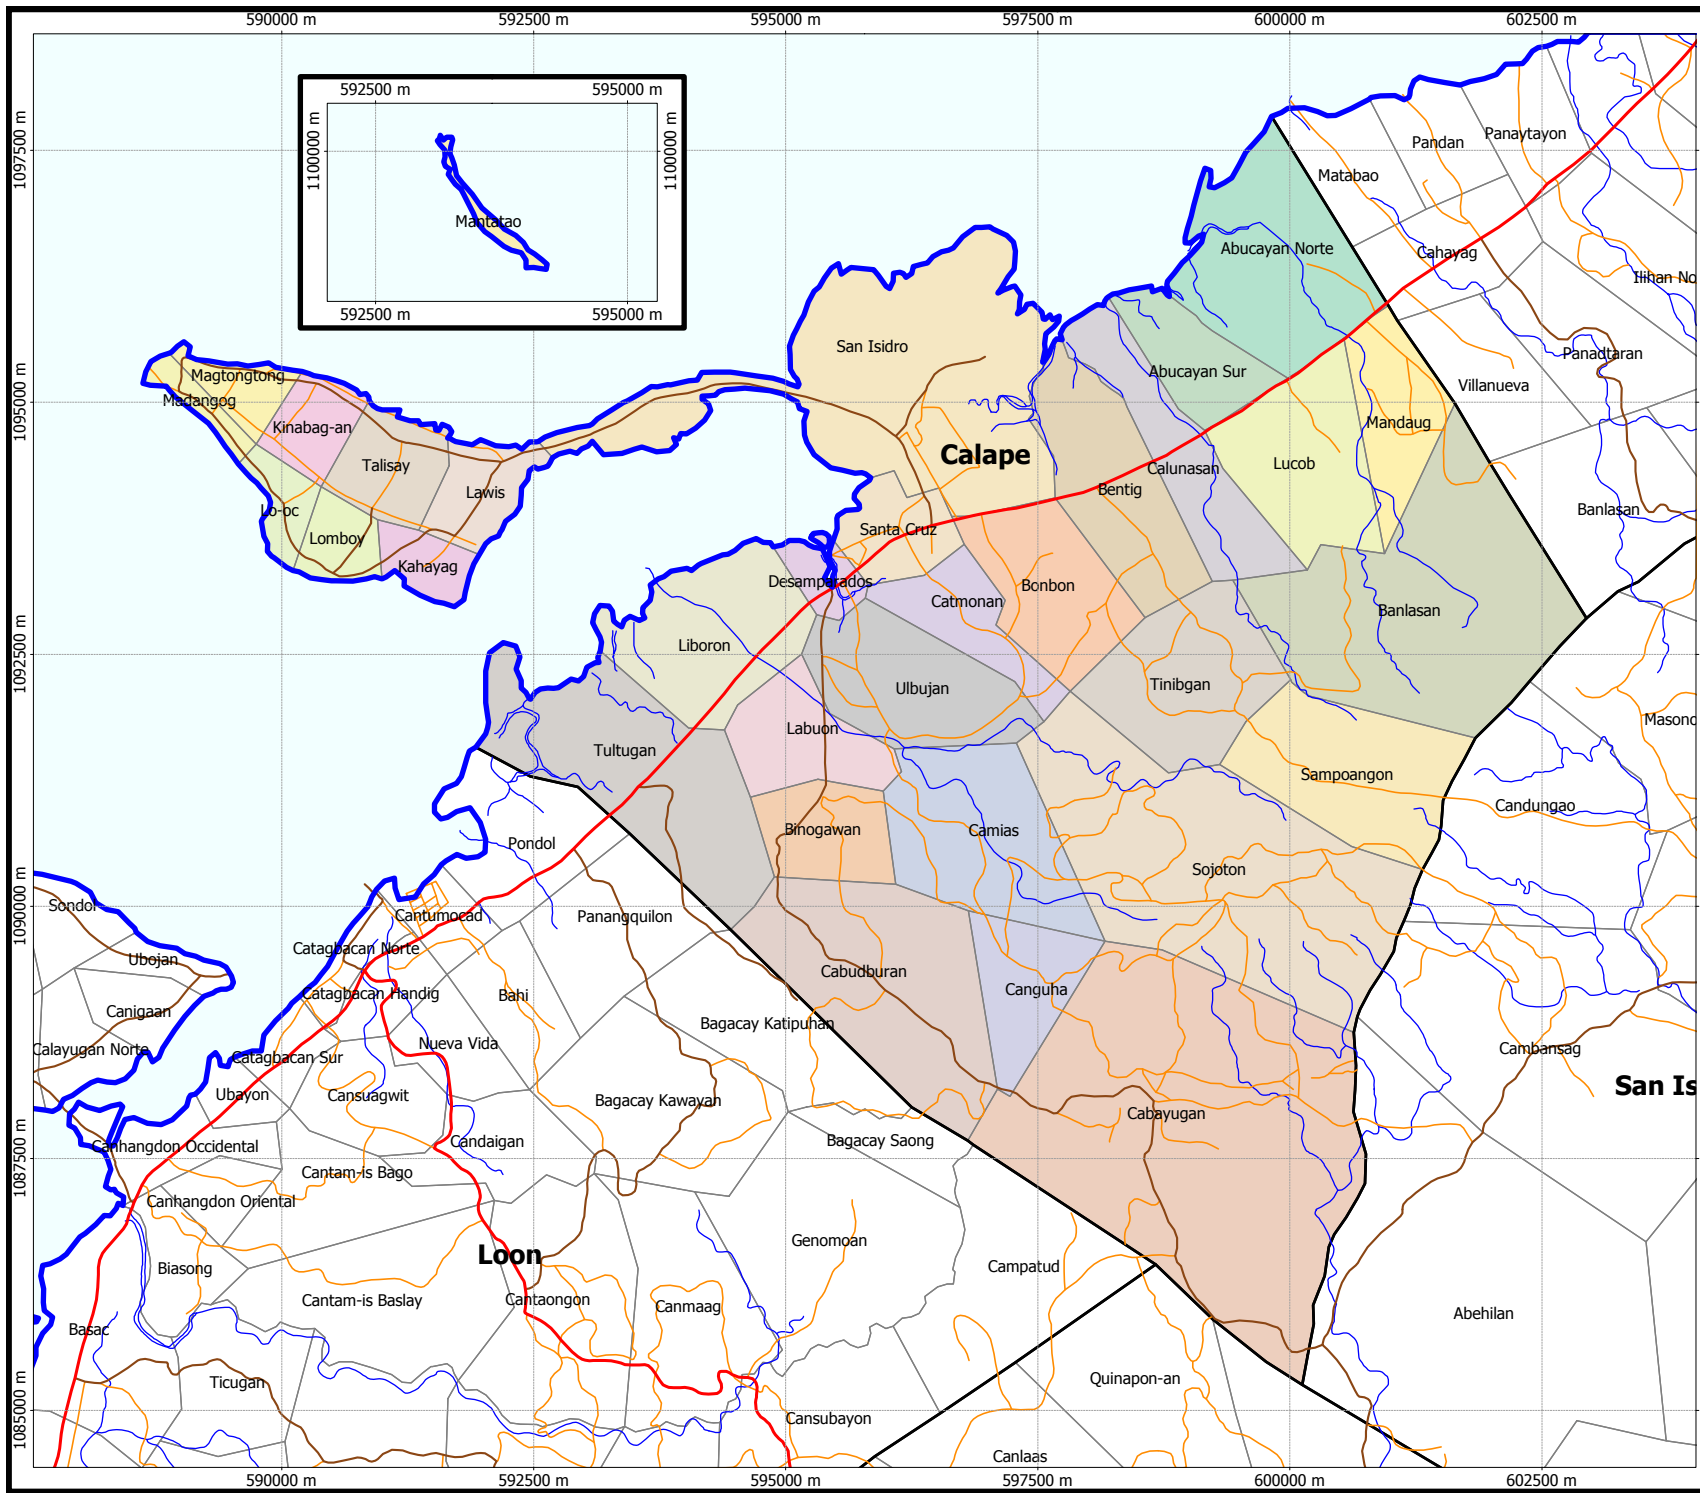 590000 m
592500 m
595000 m
597500 m
600000 m
602500 m
592500 m
595000 m
1100000 m
1100000 m
Mantatao
592500 m
595000 m
1097500 m
1095000 m
1092500 m
1090000 m
1087500 m
1085000 m
Panaytayon
Pandan
Matabao
Abucayan Norte
Cahayag
Ilihan No
San Isidro
Panadtaran
Abucayan Sur
Magtongtong
Villanueva
Madangog
Mandaug
Kinabag-an
Calape
Talisay
Lucob
Calunasan
Bentig
Lawis
Lo-oc
Banlasan
Santa Cruz
Lomboy
Kahayag
Desamparados
Bonbon
Catmonan
Banlasan
Liboron
Tinibgan
Ulbujan
Masono
Labuon
Tultugan
Sampoangon
Candungao
Binogawan
Camias
Pondol
Sojoton
Sondol
Cantumocad
Panangquilon
Catagbacan Norte
Ubojan
Cabudburan
Canguha
Catagbacan Handig
Bahi
Canigaan
Bagacay Katipuhan
Nueva Vida
Calayugan Norte
Catagbacan Sur
Cambansag
San Is
Ubayon
Cansuagwit
Bagacay Kawayan
Cabayugan
Candaigan
Bagacay Saong
Canhangdon Occidental
Cantam-is Bago
Canhangdon Oriental
Genomoan
Loon
Campatud
Biasong
Cantam-is Baslay
Cantaongon
Canmaag
Abehilan
Basac
Ticugan
Quinapon-an
Cansubayon
Canlaas
590000 m
592500 m
595000 m
597500 m
600000 m
602500 m